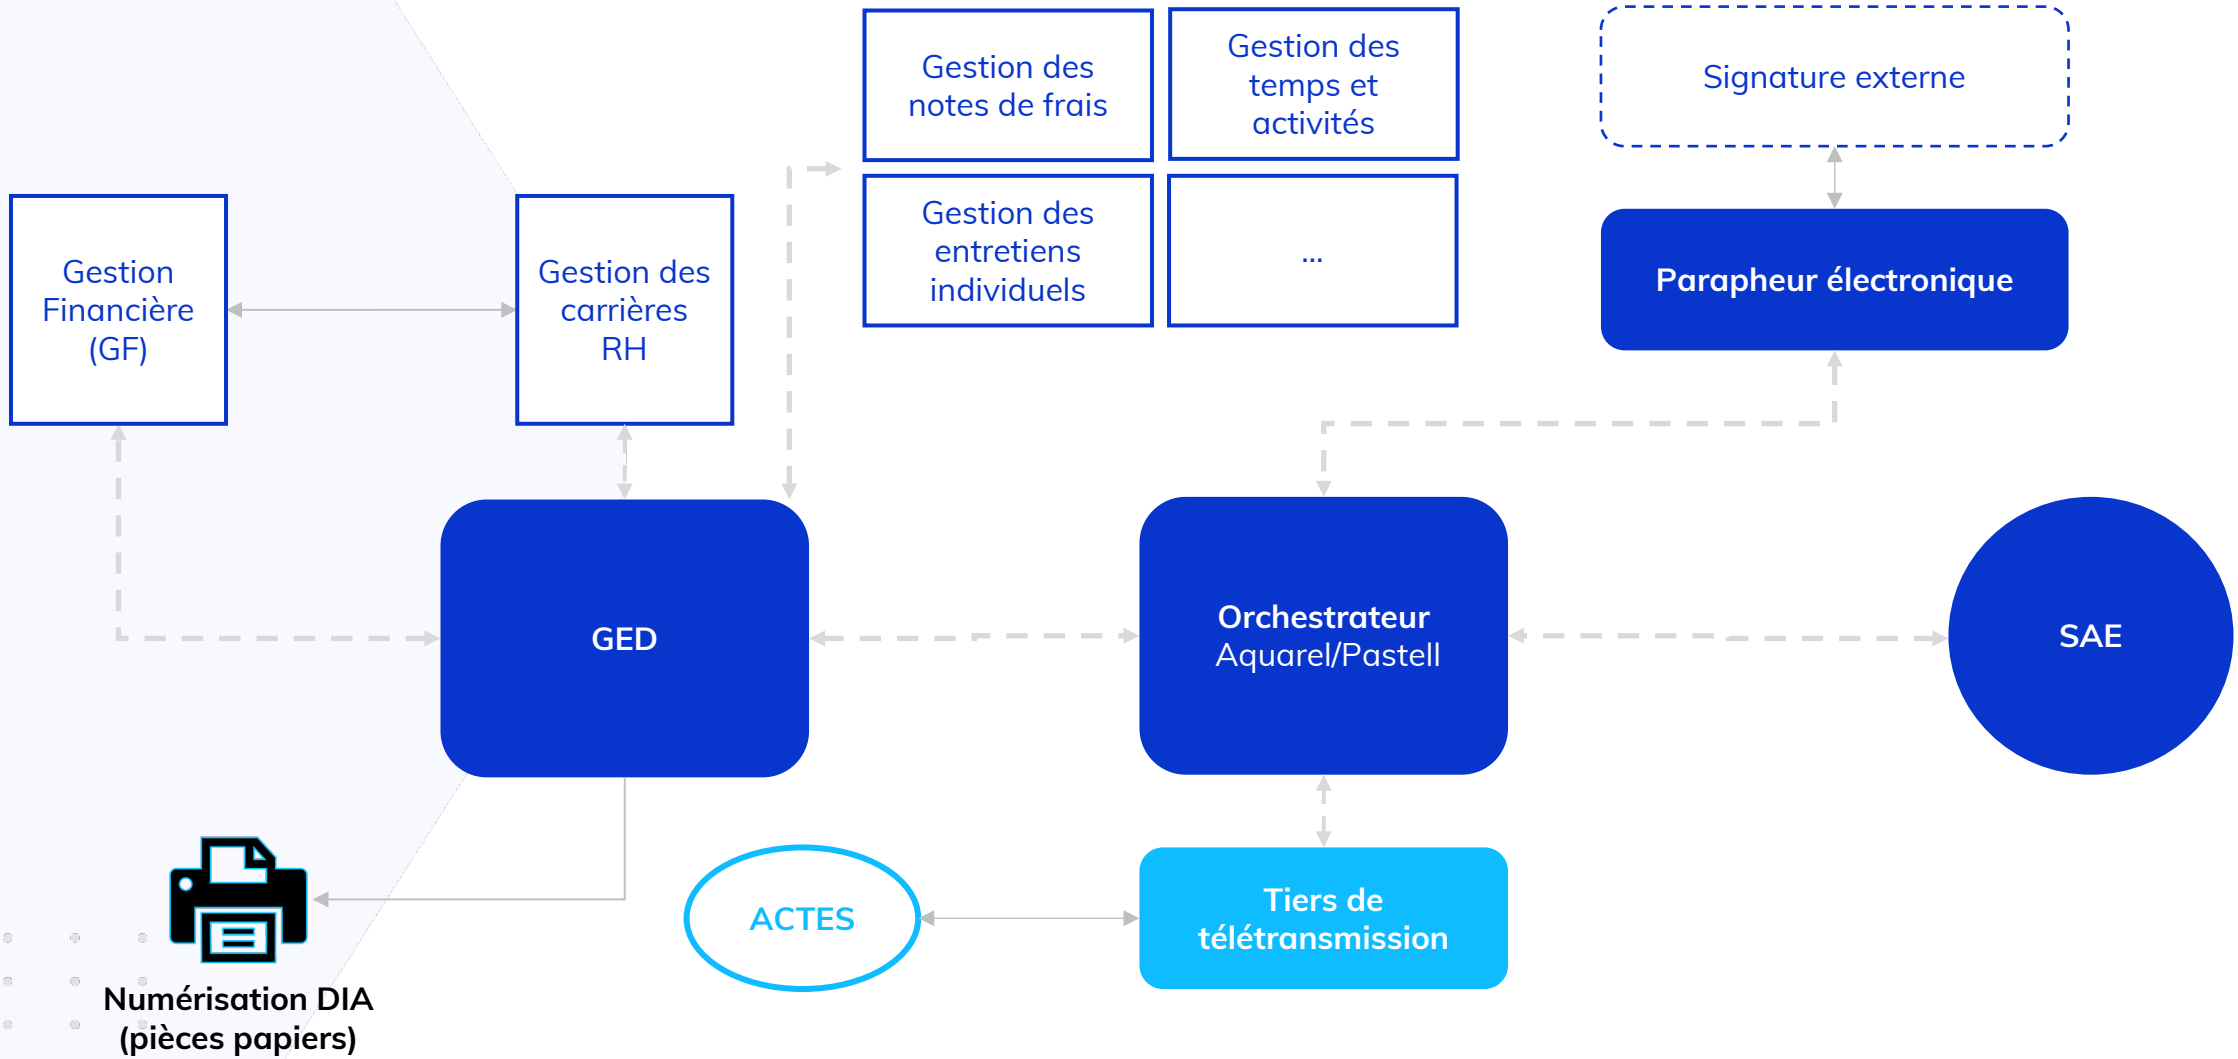 Gestion des
notes de frais
Gestion des
temps et
activités
Signature externe
Gestion
Financière
(GF)
Gestion des
carrières
RH
Gestion des
entretiens
individuels
...
Parapheur électronique
GED
Orchestrateur
Aquarel/Pastell
SAE
ACTES
Tiers de
télétransmission
Numérisation DIA
(pièces papiers)